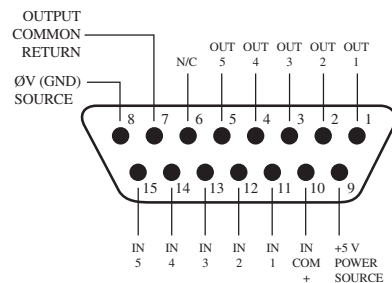 OUTPUT
COMMON
RETURN
ØV (GND)
SOURCE
N/C
OUT
5
OUT
4
OUT
3
OUT
2
OUT
1
8 7 6 5 4 3 2 1
15 14 13 12 11 10 9
IN
5
IN
4
IN
3
IN
2
IN
1
IN
COM
+
+5 V
POWER
SOURCE